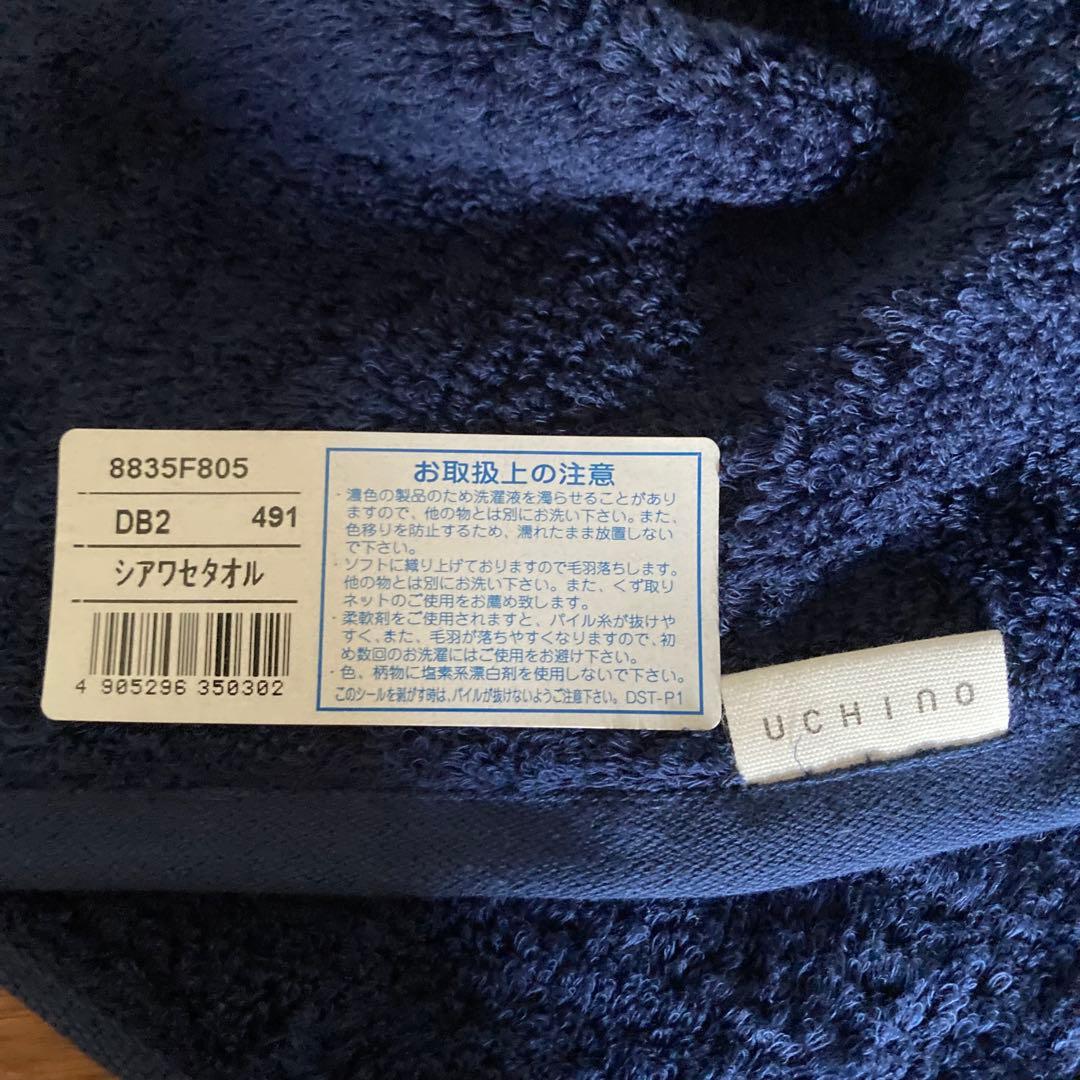 8835F805
DB2 491
シアワセタオル
4 905296 350302
お取扱上の注意
・濃色の製品のため洗濯液を濁らせることがあり
ますので、他の物とは別にお洗い下さい。また、
色移りを防止するため、濡れたまま放置しない
で下さい。
・ソフトに織り上げておりますので毛羽落ちします。
他の物とは別にお洗い下さい。また、くず取り
ネットのご使用をお薦め致します。
・柔軟剤をご使用されますと、パイル糸が抜けや
すく、また、毛羽が落ちやすくなりますので、初
め数回のお洗濯にはご使用をお避け下さい。
・色、柄物に塩素系漂白剤を使用しないで下さい。
このシールを剥がす時は、パイルが抜けないようご注意下さい。DST-P1
UCHINO